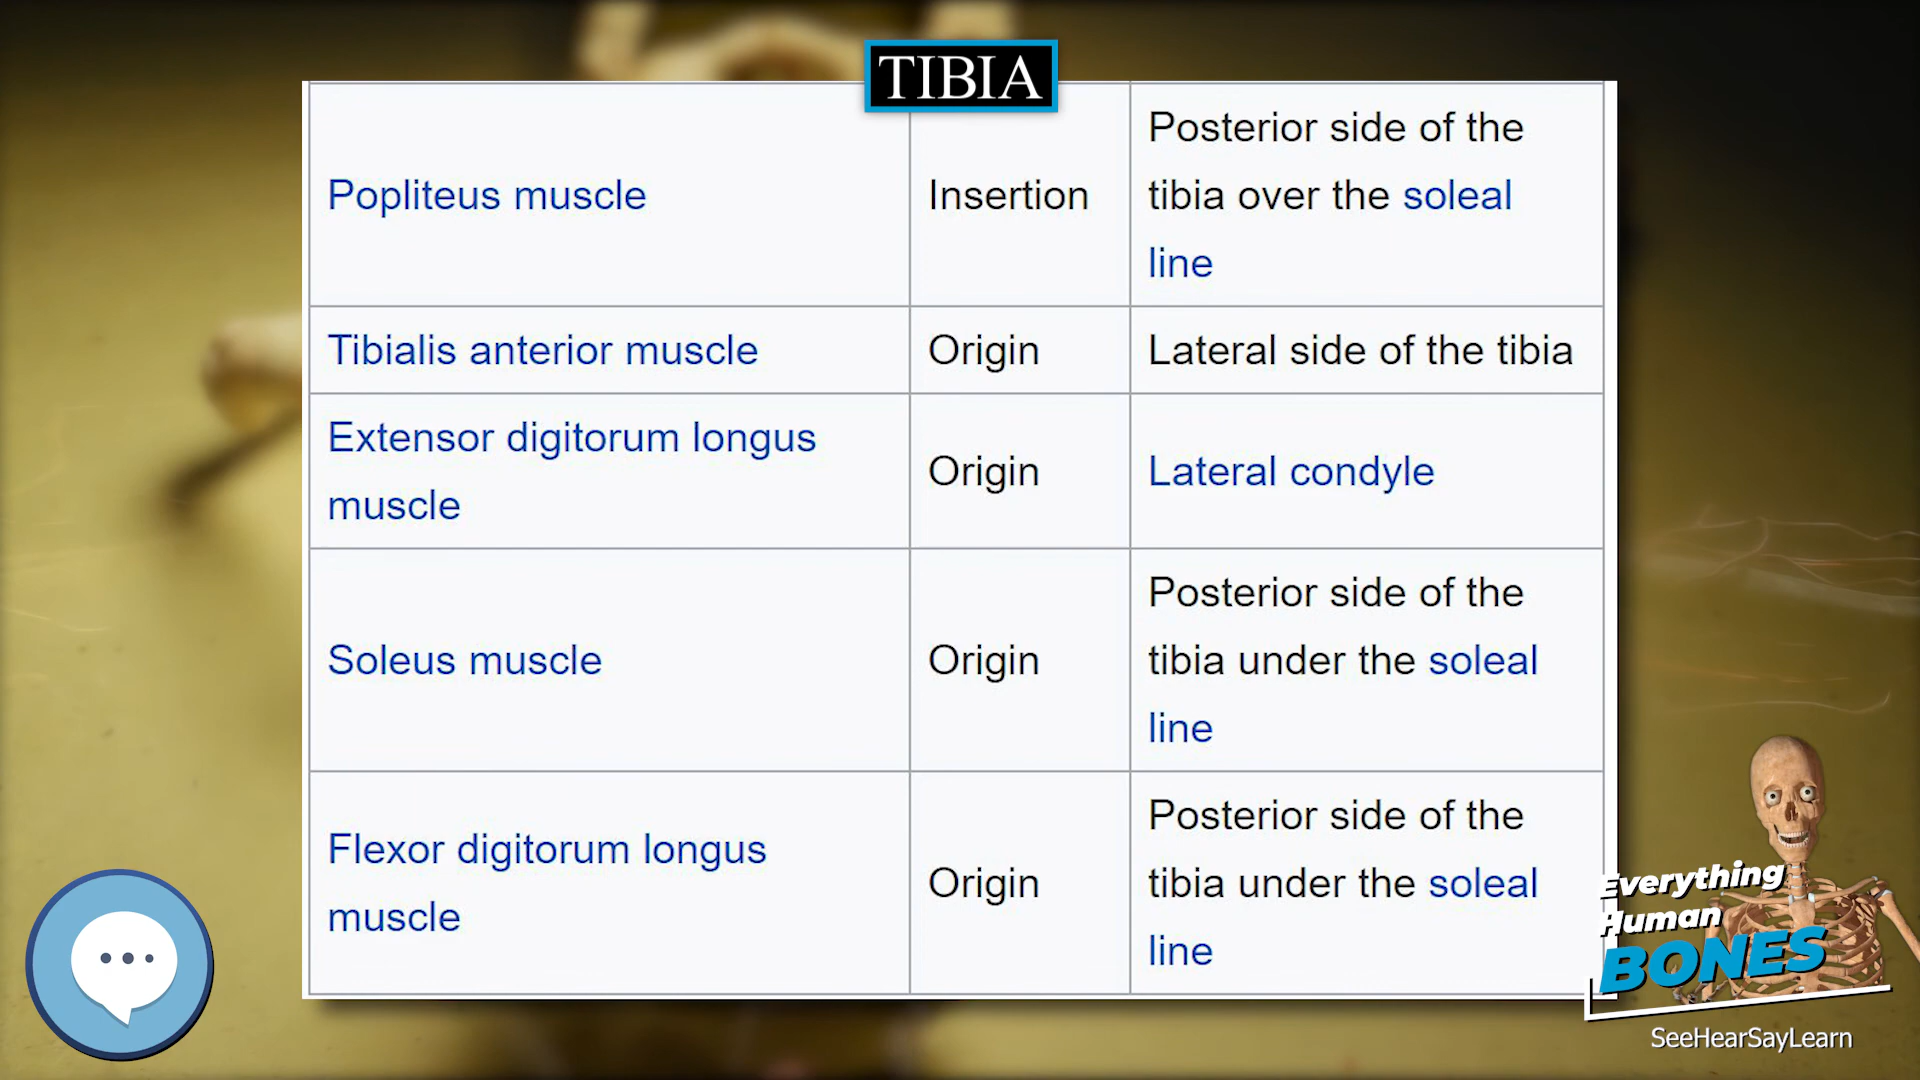 TIBIA
Popliteus muscle
Insertion
Posterior side of the
tibia over the soleal
line
Tibialis anterior muscle
Origin
Lateral side of the tibia
Extensor digitorum longus
muscle
Origin
Lateral condyle
Soleus muscle
Origin
Posterior side of the
tibia under the soleal
line
Flexor digitorum longus
muscle
Origin
Posterior side of the
tibia under the soleal
line
Everything
Human
BONES
SeeHearSayLearn